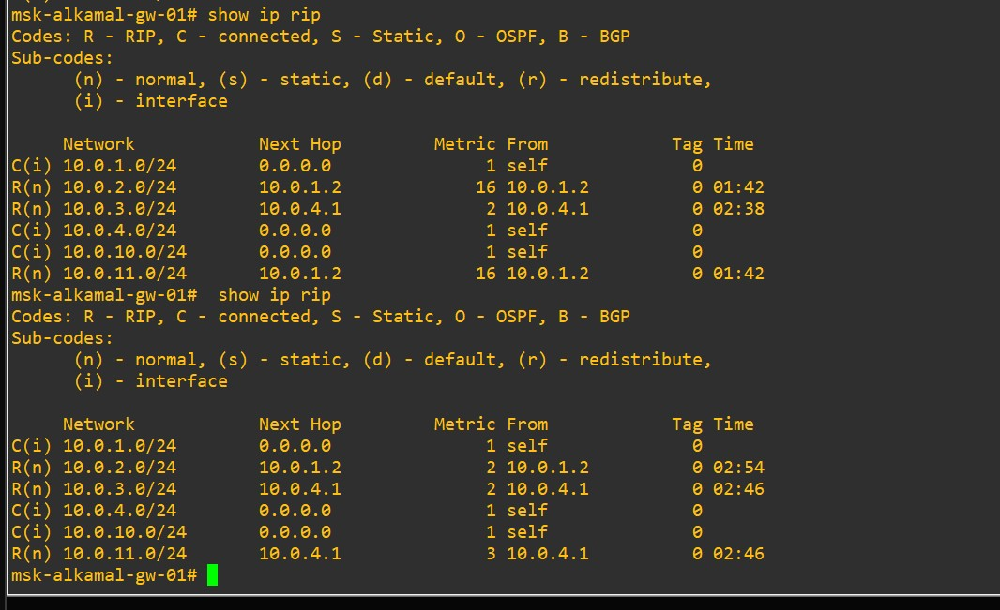 msk-alkamal-gw-01# show ip rip
Codes: R - RIP, C - connected, S - Static, O - OSPF, B - BGP
Sub-codes:
      (n) - normal, (s) - static, (d) - default, (r) - redistribute,
      (i) - interface

     Network            Next Hop         Metric From            Tag Time
C(i) 10.0.1.0/24        0.0.0.0               1 self              0
R(n) 10.0.2.0/24        10.0.1.2             16 10.0.1.2          0 01:42
R(n) 10.0.3.0/24        10.0.4.1              2 10.0.4.1          0 02:38
C(i) 10.0.4.0/24        0.0.0.0               1 self              0
C(i) 10.0.10.0/24       0.0.0.0               1 self              0
R(n) 10.0.11.0/24       10.0.1.2             16 10.0.1.2          0 01:42
msk-alkamal-gw-01#  show ip rip
Codes: R - RIP, C - connected, S - Static, O - OSPF, B - BGP
Sub-codes:
      (n) - normal, (s) - static, (d) - default, (r) - redistribute,
      (i) - interface

     Network            Next Hop         Metric From            Tag Time
C(i) 10.0.1.0/24        0.0.0.0               1 self              0
R(n) 10.0.2.0/24        10.0.1.2              2 10.0.1.2          0 02:54
R(n) 10.0.3.0/24        10.0.4.1              2 10.0.4.1          0 02:46
C(i) 10.0.4.0/24        0.0.0.0               1 self              0
C(i) 10.0.10.0/24       0.0.0.0               1 self              0
R(n) 10.0.11.0/24       10.0.4.1              3 10.0.4.1          0 02:46
msk-alkamal-gw-01#